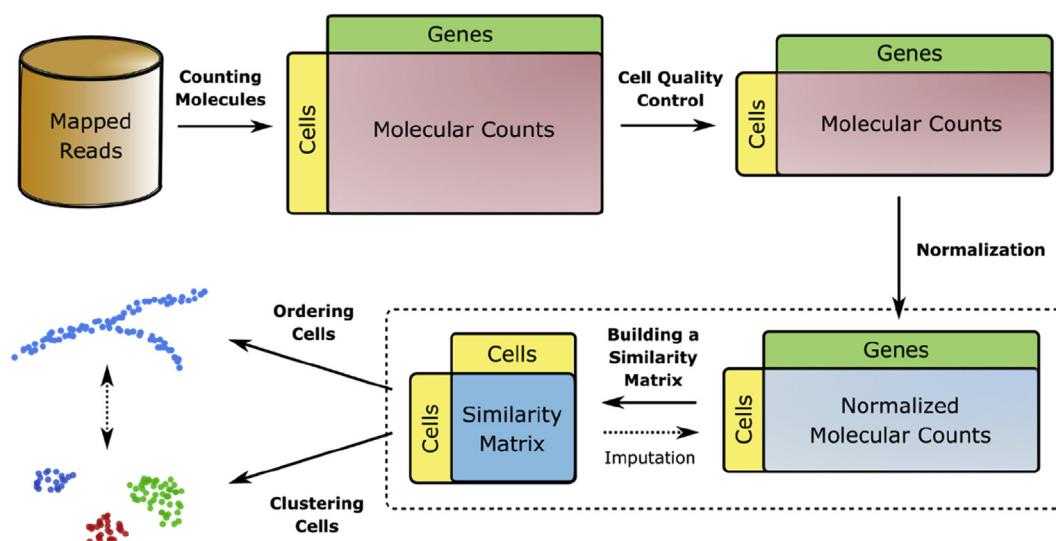 Mapped
Reads
Counting
Molecules
Genes
Cells
Molecular Counts
Cell Quality
Control
Genes
Cells
Molecular Counts
Normalization
Genes
Cells
Normalized
Molecular Counts
Building a
Similarity
Matrix
Imputation
Cells
Cells
Similarity
Matrix
Ordering
Cells
Clustering
Cells